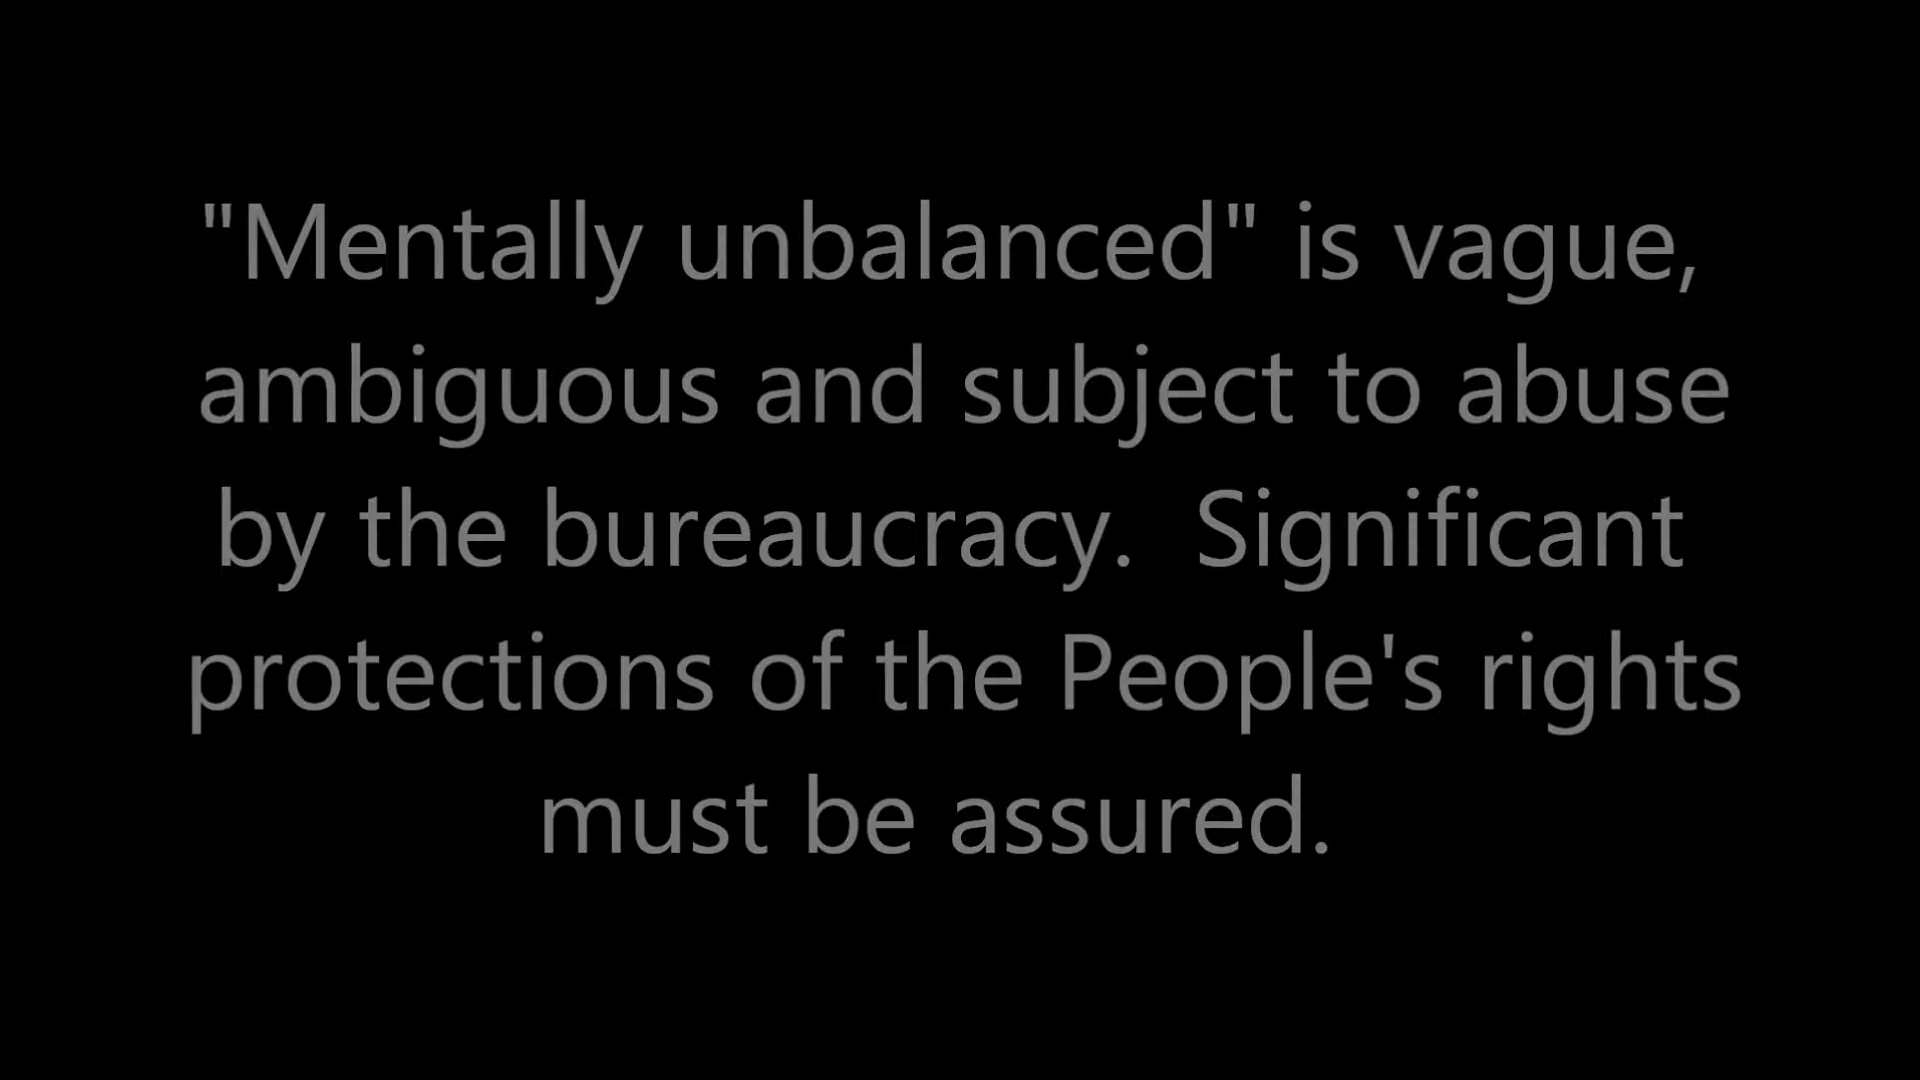 "Mentally unbalanced" is vague,
ambiguous and subject to abuse
by the bureaucracy.  Significant
protections of the People's rights
must be assured.